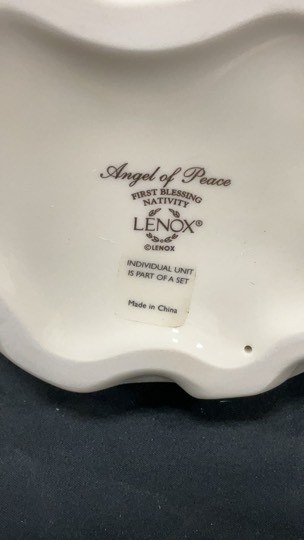 Angel of Peace
FIRST BLESSING
NATIVITY
LENOX®
©LENOX
INDIVIDUAL UNIT
IS PART OF A SET
Made in China